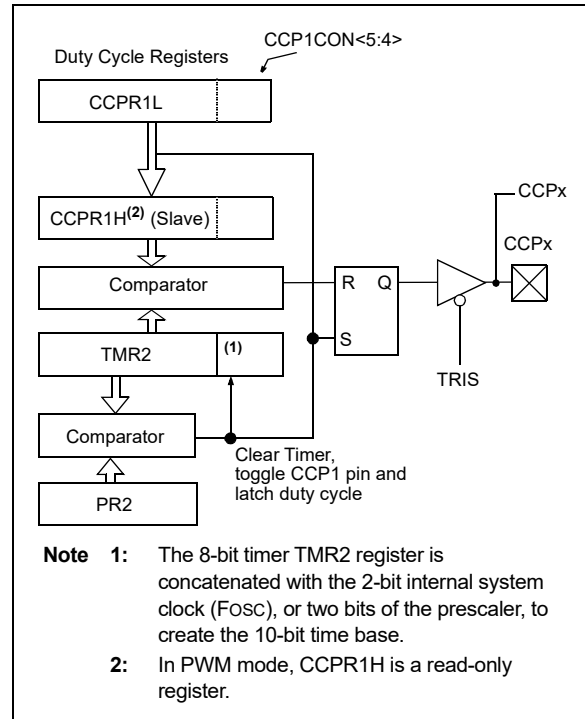 CCP1CON<5:4>
Duty Cycle Registers
CCPR1L
CCPR1H(2) (Slave)
CCPx
CCPx
Comparator
R Q
TMR2 (1)
S
TRIS
Comparator
Clear Timer,
toggle CCP1 pin and
latch duty cycle
PR2
Note 1: The 8-bit timer TMR2 register is
concatenated with the 2-bit internal system
clock (FOSC), or two bits of the prescaler, to
create the 10-bit time base.
2: In PWM mode, CCPR1H is a read-only
register.